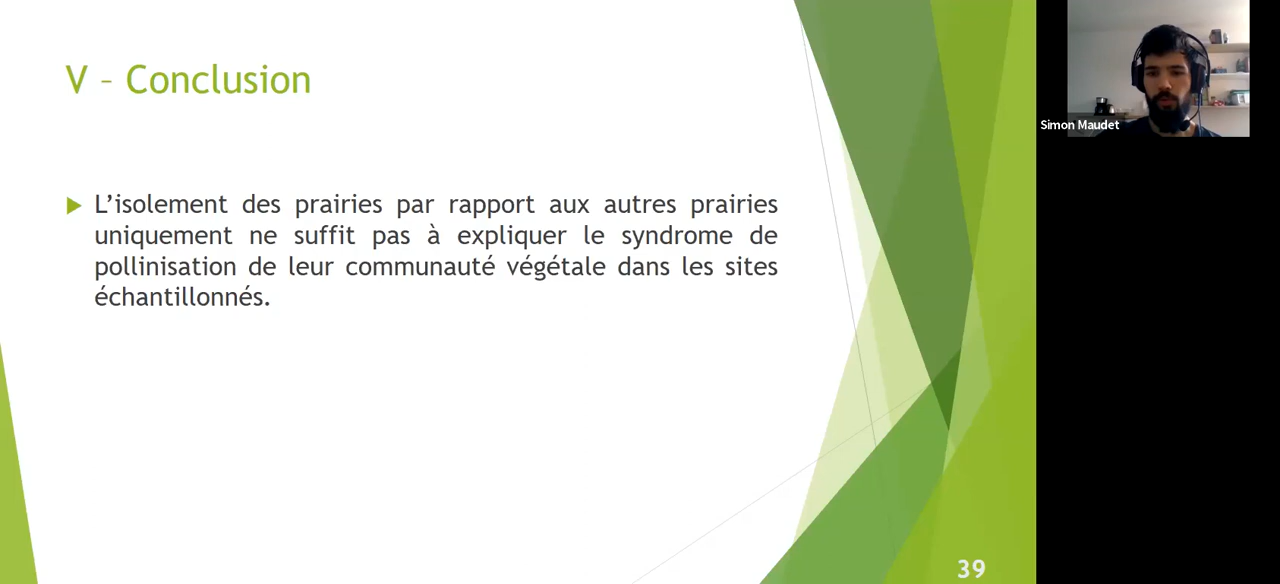 V – Conclusion
L’isolement des prairies par rapport aux autres prairies
uniquement ne suffit pas à expliquer le syndrome de
pollinisation de leur communauté végétale dans les sites
échantillonnés.
39
Simon Maudet